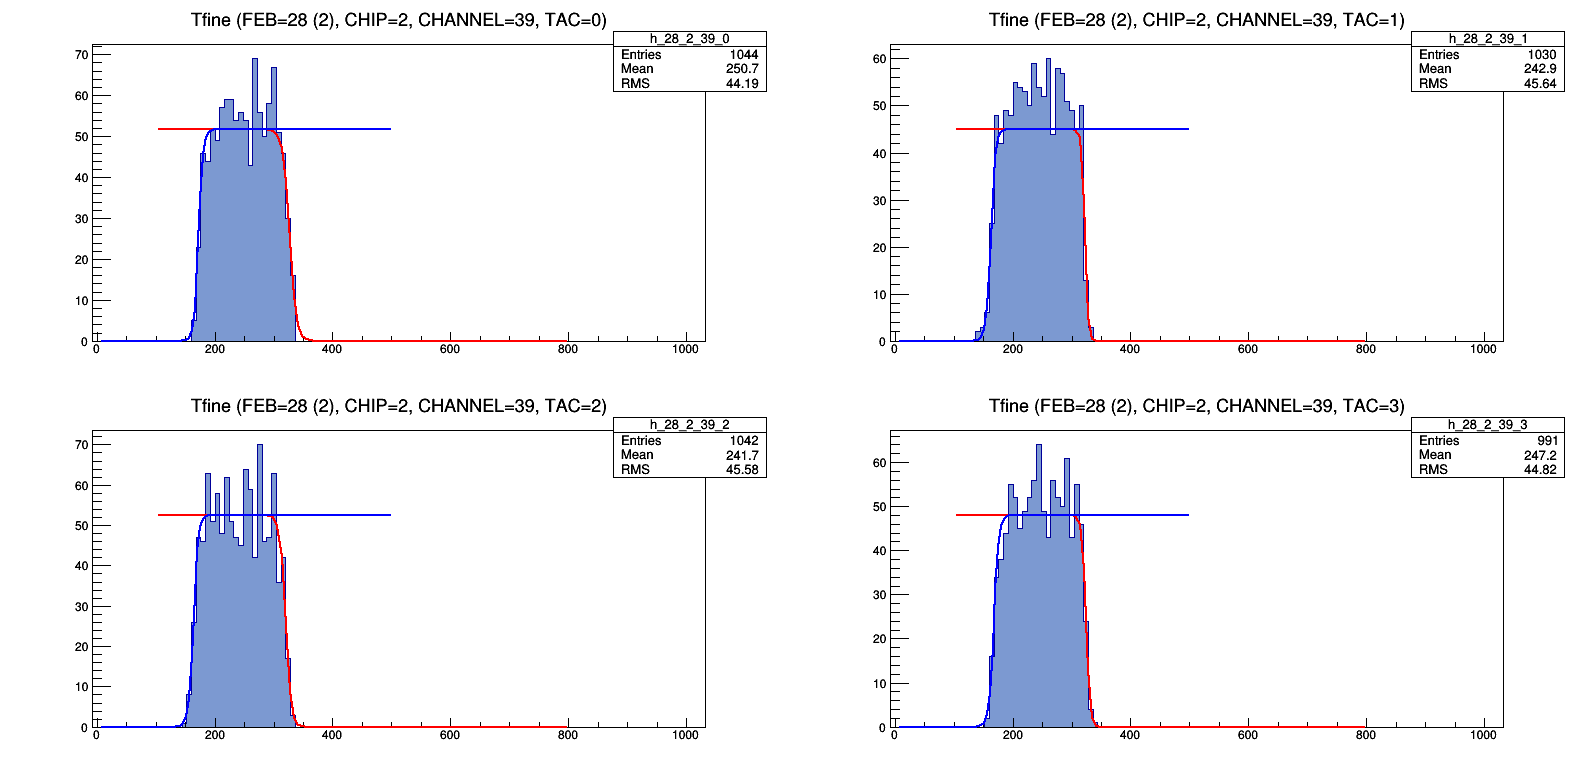 Tfine (FEB=28 (2), CHIP=2, CHANNEL=39, TAC=0)
h_28_2_39_0
Entries 1044
Mean 250.7
RMS 44.19
70
60
50
40
30
20
10
0
0 200 400 600 800 1000
Tfine (FEB=28 (2), CHIP=2, CHANNEL=39, TAC=1)
h_28_2_39_1
Entries 1030
Mean 242.9
RMS 45.64
60
50
40
30
20
10
0
0 200 400 600 800 1000
Tfine (FEB=28 (2), CHIP=2, CHANNEL=39, TAC=2)
h_28_2_39_2
Entries 1042
Mean 241.7
RMS 45.58
70
60
50
40
30
20
10
0
0 200 400 600 800 1000
Tfine (FEB=28 (2), CHIP=2, CHANNEL=39, TAC=3)
h_28_2_39_3
Entries 991
Mean 247.2
RMS 44.82
60
50
40
30
20
10
0
0 200 400 600 800 1000